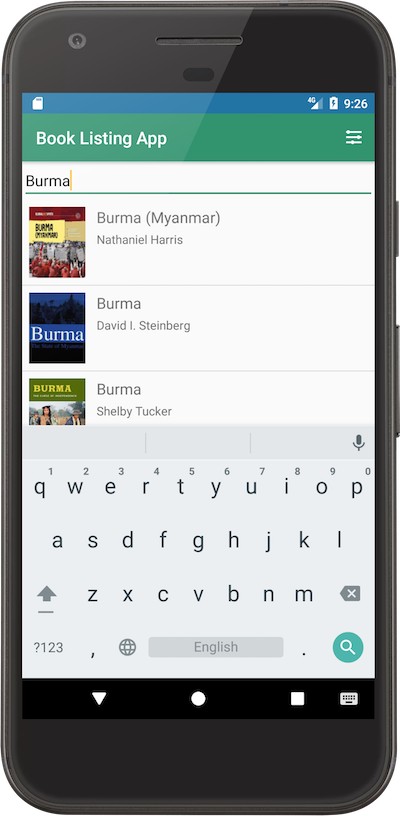 4G 9:26
Book Listing App
Burma
BURMA
(MYANMAR)
Burma (Myanmar)
Nathaniel Harris
Burma
Burma
David I. Steinberg
BURMA
Burma
Shelby Tucker
1 2 3 4 5 6 7 8 9 0
q w e r t y u i o p
a s d f g h j k l
z x c v b n m
?123 , English .